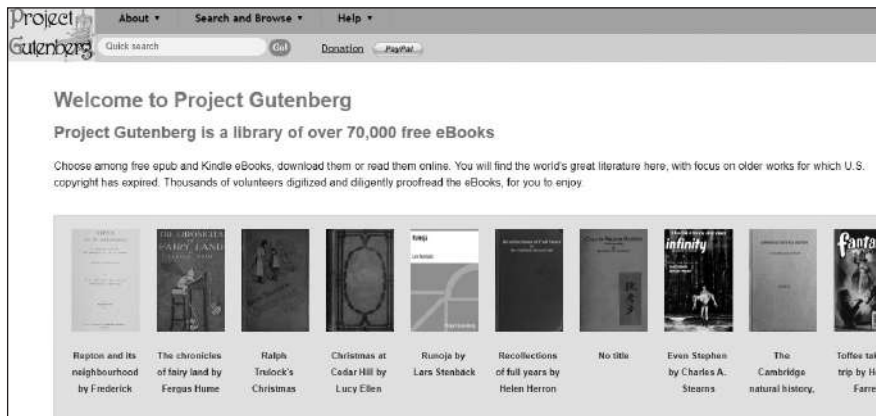 Project
Gutenberg
About ▾ Search and Browse ▾ Help ▾
Quick search Go! Donation PayPal
Welcome to Project Gutenberg
Project Gutenberg is a library of over 70,000 free eBooks
Choose among free epub and Kindle eBooks, download them or read them online. You will find the world's great literature here, with focus on older works for which U.S.
copyright has expired. Thousands of volunteers digitized and diligently proofread the eBooks, for you to enjoy.
THE CHRONICLES
FAIRY LAND
Runoja
infinity
Fanta
Repton and its
neighbourhood
by Frederick
The chronicles
of fairy land by
Fergus Hume
Ralph
Trulock's
Christmas
Christmas at
Cedar Hill by
Lucy Ellen
Runoja by
Lars Stenbäck
Recollections
of full years by
Helen Herron
No title
Even Stephen
by Charles A.
Stearns
The
Cambridge
natural history,
Toffee tak
trip by H
Farre